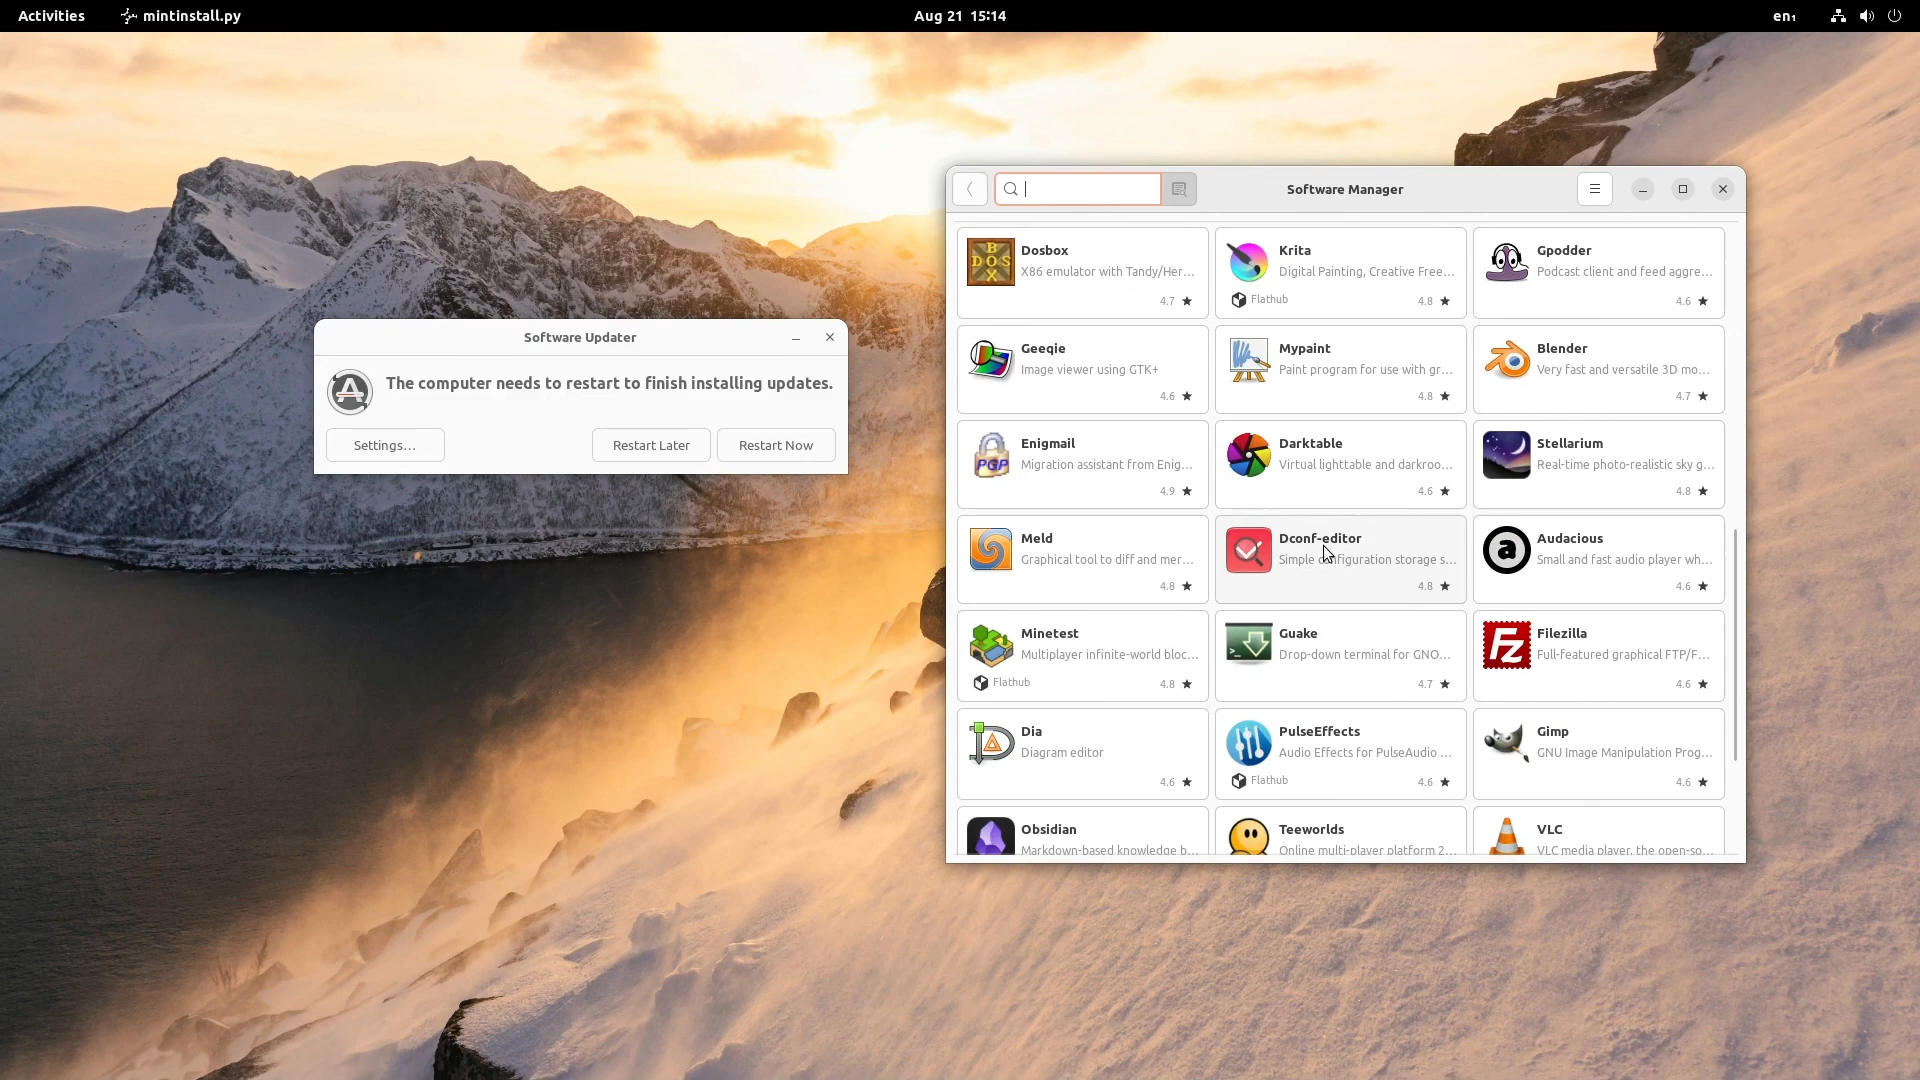 Activities
mintinstall.py
Aug 21 15:14
en₁
Software Updater
The computer needs to restart to finish installing updates.
Settings...
Restart Later
Restart Now
Software Manager
Dosbox
X86 emulator with Tandy/Her...
4.7 ★
Krita
Digital Painting, Creative Free...
Flathub
4.8 ★
Gpodder
Podcast client and feed aggre...
4.6 ★
Geeqie
Image viewer using GTK+
4.6 ★
Mypaint
Paint program for use with gr...
4.8 ★
Blender
Very fast and versatile 3D mo...
4.7 ★
PGP
Enigmail
Migration assistant from Enig...
4.9 ★
Darktable
Virtual lighttable and darkroo...
4.6 ★
Stellarium
Real-time photo-realistic sky g...
4.8 ★
Meld
Graphical tool to diff and mer...
4.8 ★
Dconf-editor
Simple configuration storage s...
4.8 ★
a
Audacious
Small and fast audio player wh...
4.6 ★
Minetest
Multiplayer infinite-world bloc...
Flathub
4.8 ★
Guake
Drop-down terminal for GNO...
4.7 ★
Fz
Filezilla
Full-featured graphical FTP/F...
4.6 ★
Dia
Diagram editor
4.6 ★
PulseEffects
Audio Effects for PulseAudio ...
Flathub
4.6 ★
Gimp
GNU Image Manipulation Prog...
4.6 ★
Obsidian
Markdown-based knowledge b...
Teeworlds
Online multi-player platform 2...
VLC
VLC media player, the open-so...